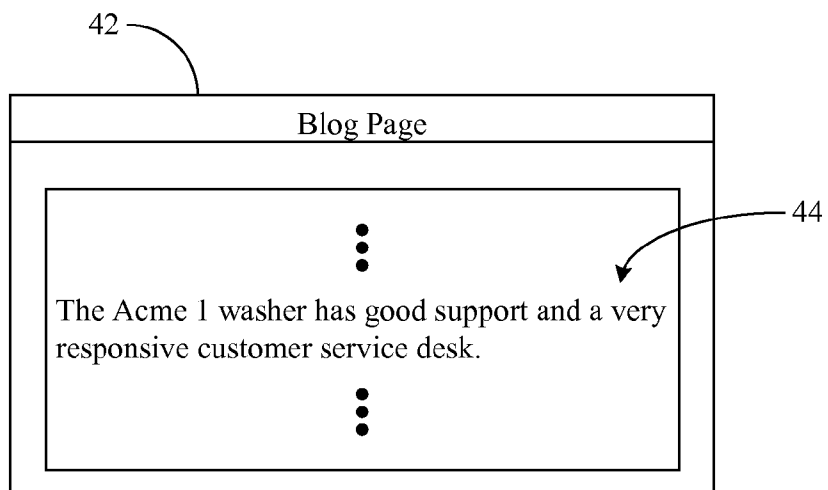 42
Blog Page
44
The Acme 1 washer has good support and a very
responsive customer service desk.